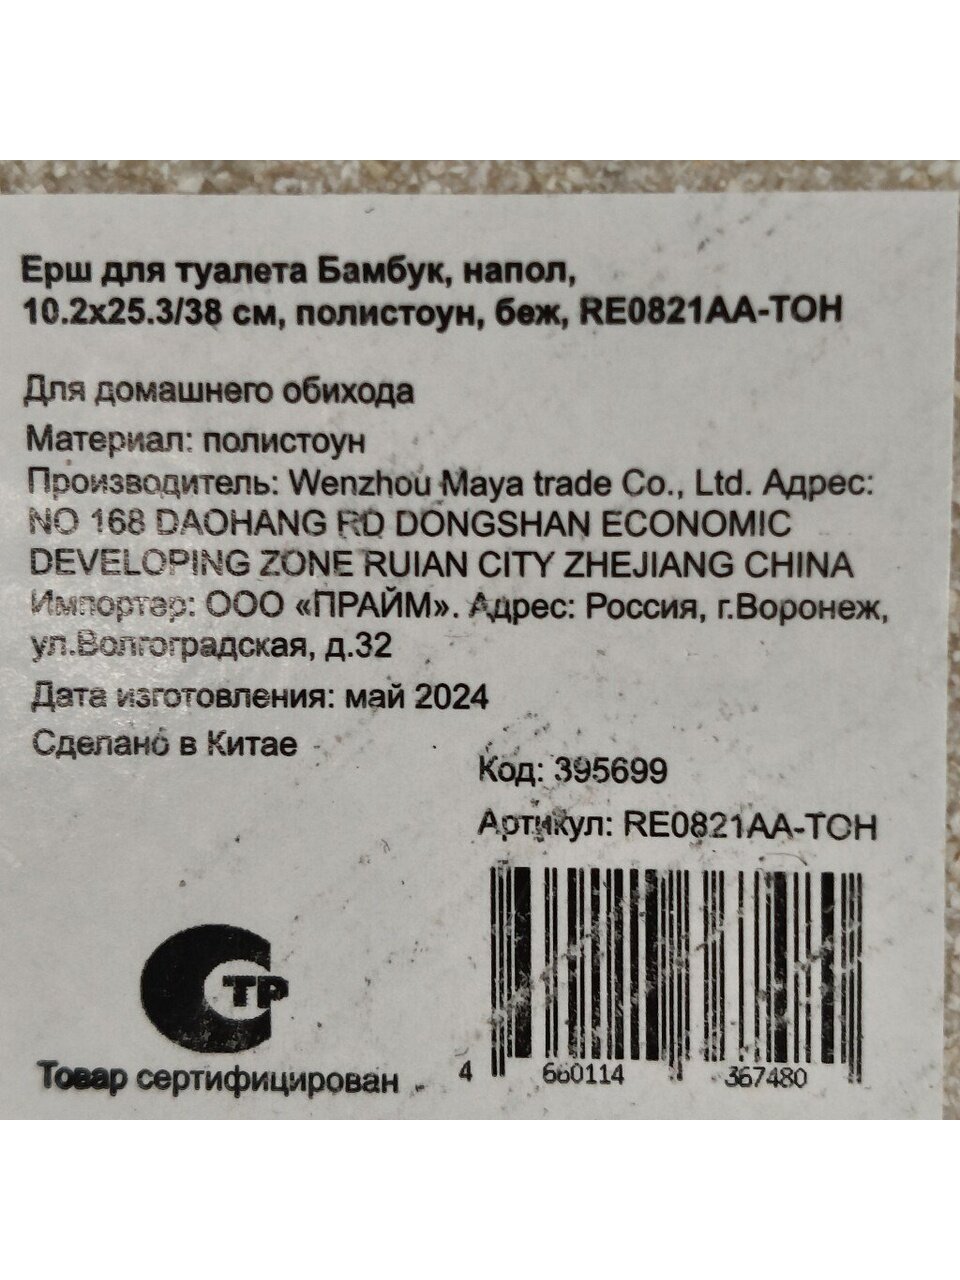 Ерш для туалета Бамбук, напол,
10.2х25.3/38 см, полистоун, беж, RE0821AA-TOH
Для домашнего обихода
Материал: полистоун
Производитель: Wenzhou Maya trade Co., Ltd. Адрес:
NO 168 DAOHANG RD DONGSHAN ECONOMIC
DEVELOPING ZONE RUIAN CITY ZHEJIANG CHINA
Импортер: ООО «ПРАЙМ». Адрес: Россия, г.Воронеж,
ул.Волгоградская, д.32
Дата изготовления: май 2024
Сделано в Китае
Код: 395699
Артикул: RE0821AA-TOH
СТР
Товар сертифицирован
4 660114 367480